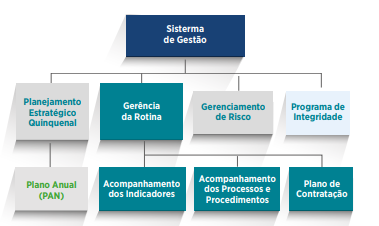 Sisterma
de Gestão
Planejamento
Estratégico
Quinquenal
Gerência
da Rotina
Gerenciamento
de Risco
Programa de
Integridade
Plano Anual
(PAN)
Acompanhamento
dos Indicadores
Acompanhamento
dos Processos e
Procedimentos
Plano de
Contratação